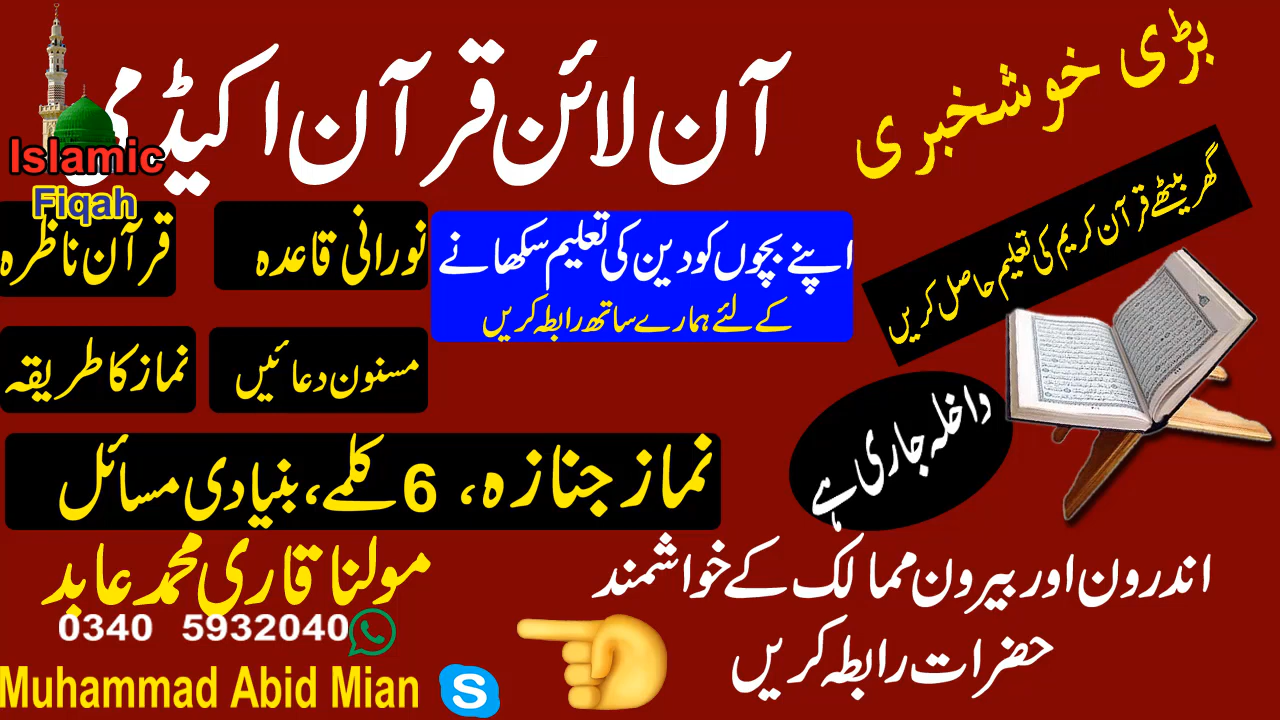 بڑی خوشخبری
آن لائن قرآن اکیڈمی
Islamic
Fiqah
گھر بیٹھے قرآن کریم کی تعلیم حاصل کریں
اپنے بچوں کو دین کی تعلیم سکھانے
کے لئے ہمارے ساتھ رابطہ کریں
نورانی قاعدہ
قرآن ناظرہ
مسنون دعائیں
نماز کا طریقہ
داخلہ جاری ہے
نماز جنازہ، 6 کلمے، بنیادی مسائل
اندرون اور بیرون ممالک کے خواشمند
حضرات رابطہ کریں
مولنا قاری محمد عابد
0340 5932040
Muhammad Abid Mian